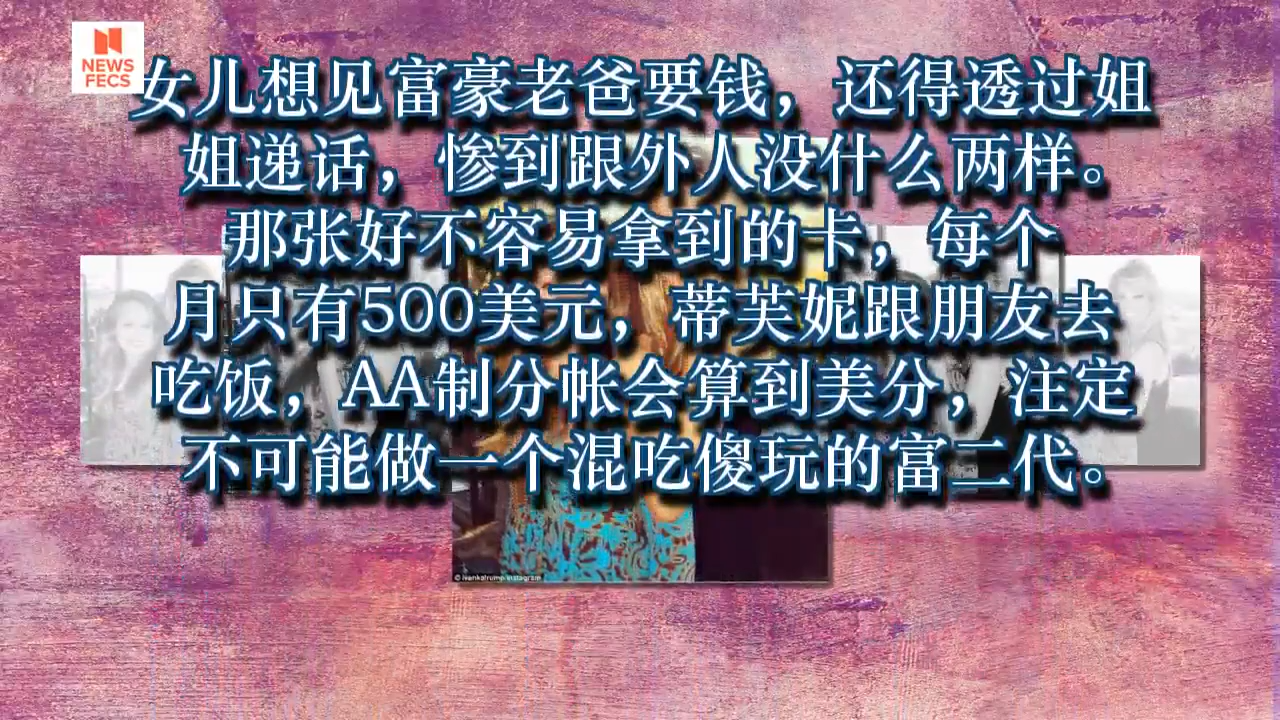 NEWS
FECS
女儿想见富豪老爸要钱，还得透过姐
姐递话，惨到跟外人没什么两样。
那张好不容易拿到的卡，每个
月只有500美元，蒂芙妮跟朋友去
吃饭，AA制分帐会算到美分，注定
不可能做一个混吃傻玩的富二代。
© ivankatrump/instagram